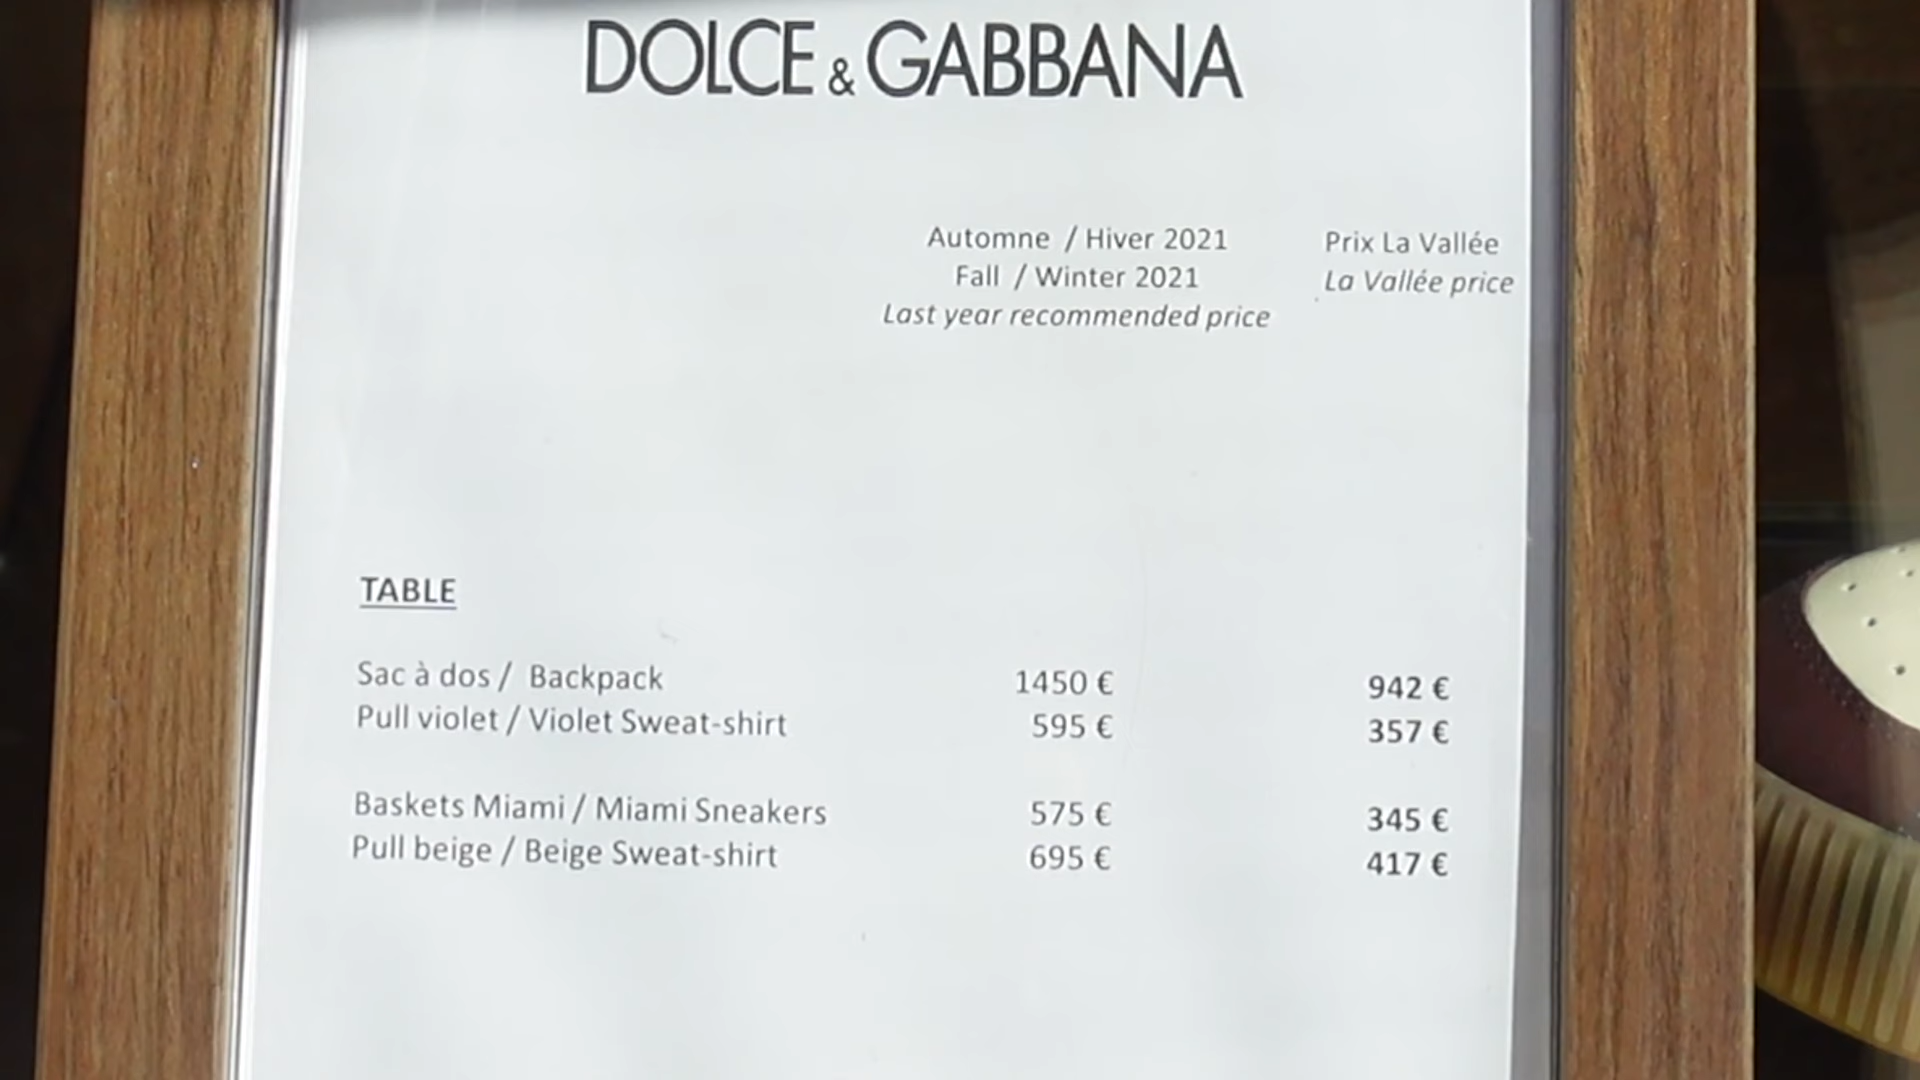 DOLCE & GABBANA
Automne / Hiver 2021 Prix La Vallée
Fall / Winter 2021 La Vallée price
Last year recommended price
TABLE
Sac à dos / Backpack 1450 € 942 €
Pull violet / Violet Sweat-shirt 595 € 357 €
Baskets Miami / Miami Sneakers 575 € 345 €
Pull beige / Beige Sweat-shirt 695 € 417 €